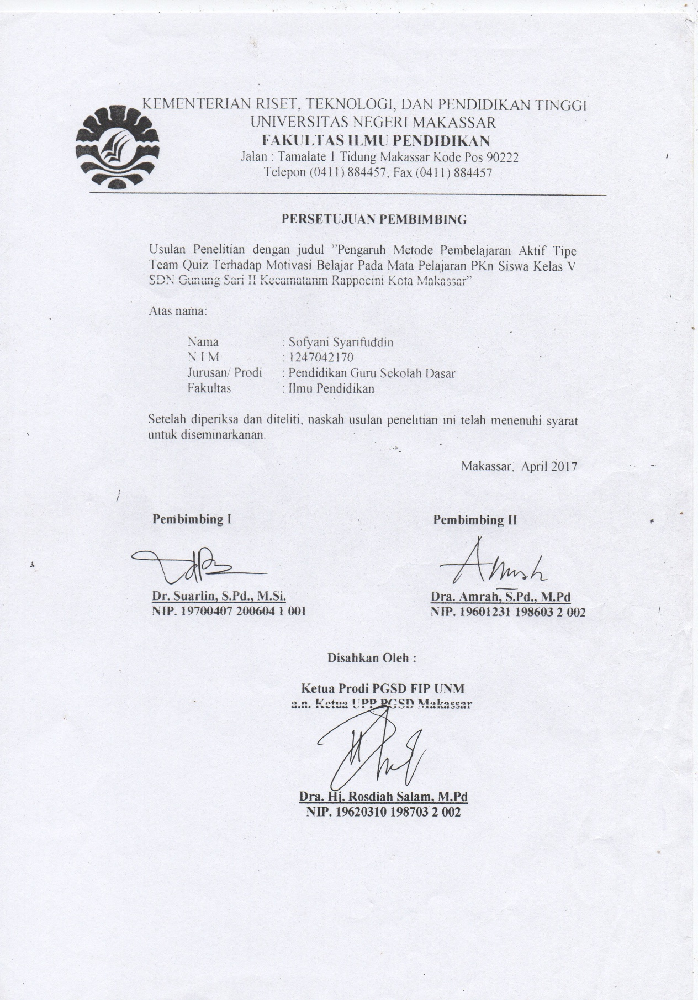 KEMENTERIAN RISET, TEKNOLOGI, DAN PENDIDIKAN TINGGI
UNIVERSITAS NEGERI MAKASSAR
FAKULTAS ILMU PENDIDIKAN
Jalan : Tamalate 1 Tidung Makassar Kode Pos 90222
Telepon (0411) 884457, Fax (0411) 884457
PERSETUJUAN PEMBIMBING
Usulan Penelitian dengan judul ”Pengaruh Metode Pembelajaran Aktif Tipe
Team Quiz Terhadap Motivasi Belajar Pada Mata Pelajaran PKn Siswa Kelas V
SDN Gunung Sari II Kecamatanm Rappocini Kota Makassar”
Atas nama:
Nama : Sofyani Syarifuddin
N I M : 1247042170
Jurusan/ Prodi : Pendidikan Guru Sekolah Dasar
Fakultas : Ilmu Pendidikan
Setelah diperiksa dan diteliti, naskah usulan penelitian ini telah menenuhi syarat
untuk diseminarkanan.
Makassar, April 2017
Pembimbing I Pembimbing II
Dr. Suarlin, S.Pd., M.Si. Dra. Amrah, S.Pd., M.Pd
NIP. 19700407 200604 1 001 NIP. 19601231 198603 2 002
Disahkan Oleh :
Ketua Prodi PGSD FIP UNM
a.n. Ketua UPP PGSD Makassar
Dra. Hj. Rosdiah Salam, M.Pd
NIP. 19620310 198703 2 002